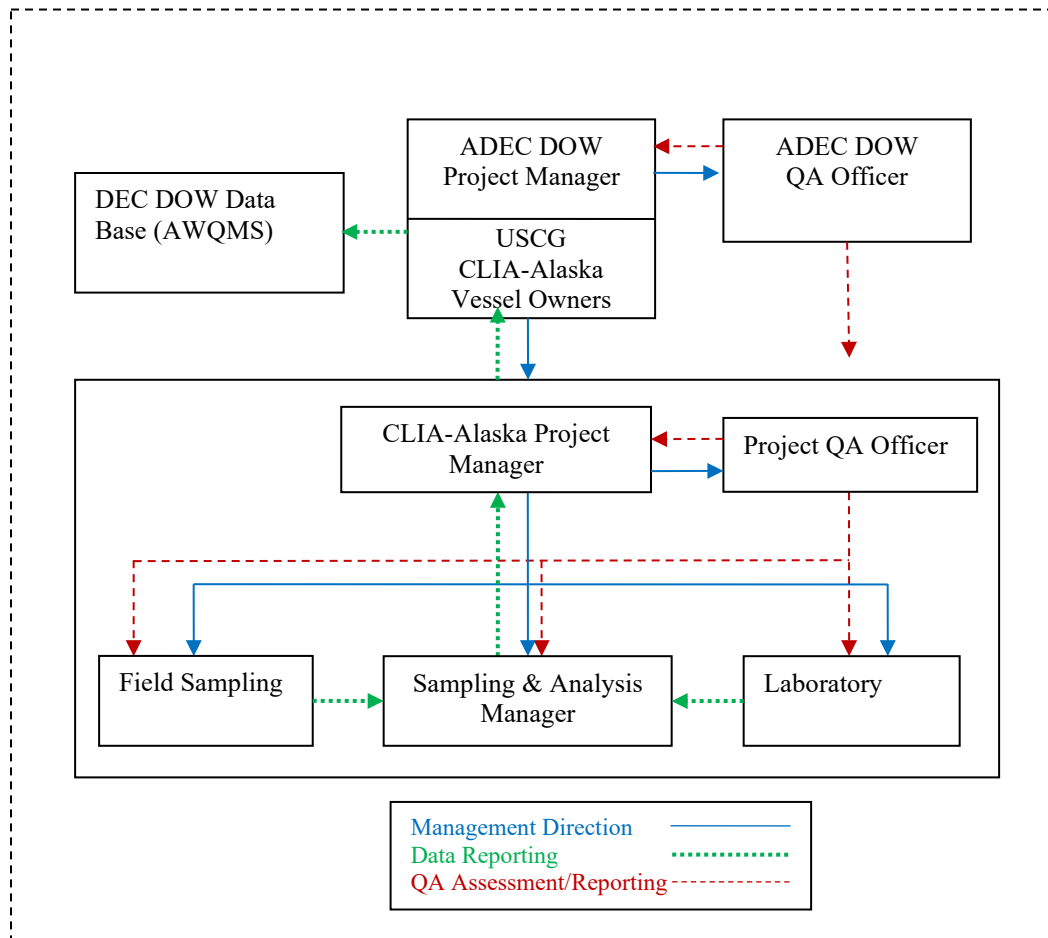 ADEC DOW
Project Manager
ADEC DOW
QA Officer
DEC DOW Data
Base (AWQMS)
USCG
CLIA-Alaska
Vessel Owners
CLIA-Alaska Project
Manager
Project QA Officer
Field Sampling
Sampling & Analysis
Manager
Laboratory
Management Direction
Data Reporting
QA Assessment/Reporting